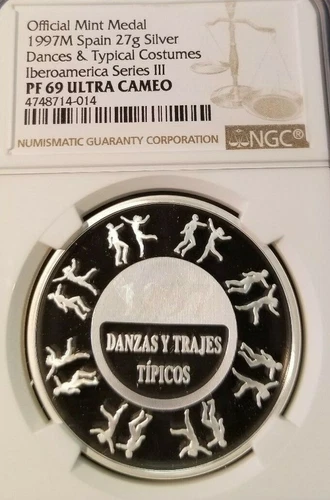 Official Mint Medal
1997M Spain 27g Silver
Dances & Typical Costumes
Iberoamerica Series III
PF 69 ULTRA CAMEO
4748714-014
NUMISMATIC GUARANTY CORPORATION
NGC®
1997
DANZAS Y TRAJES
TÍPICOS